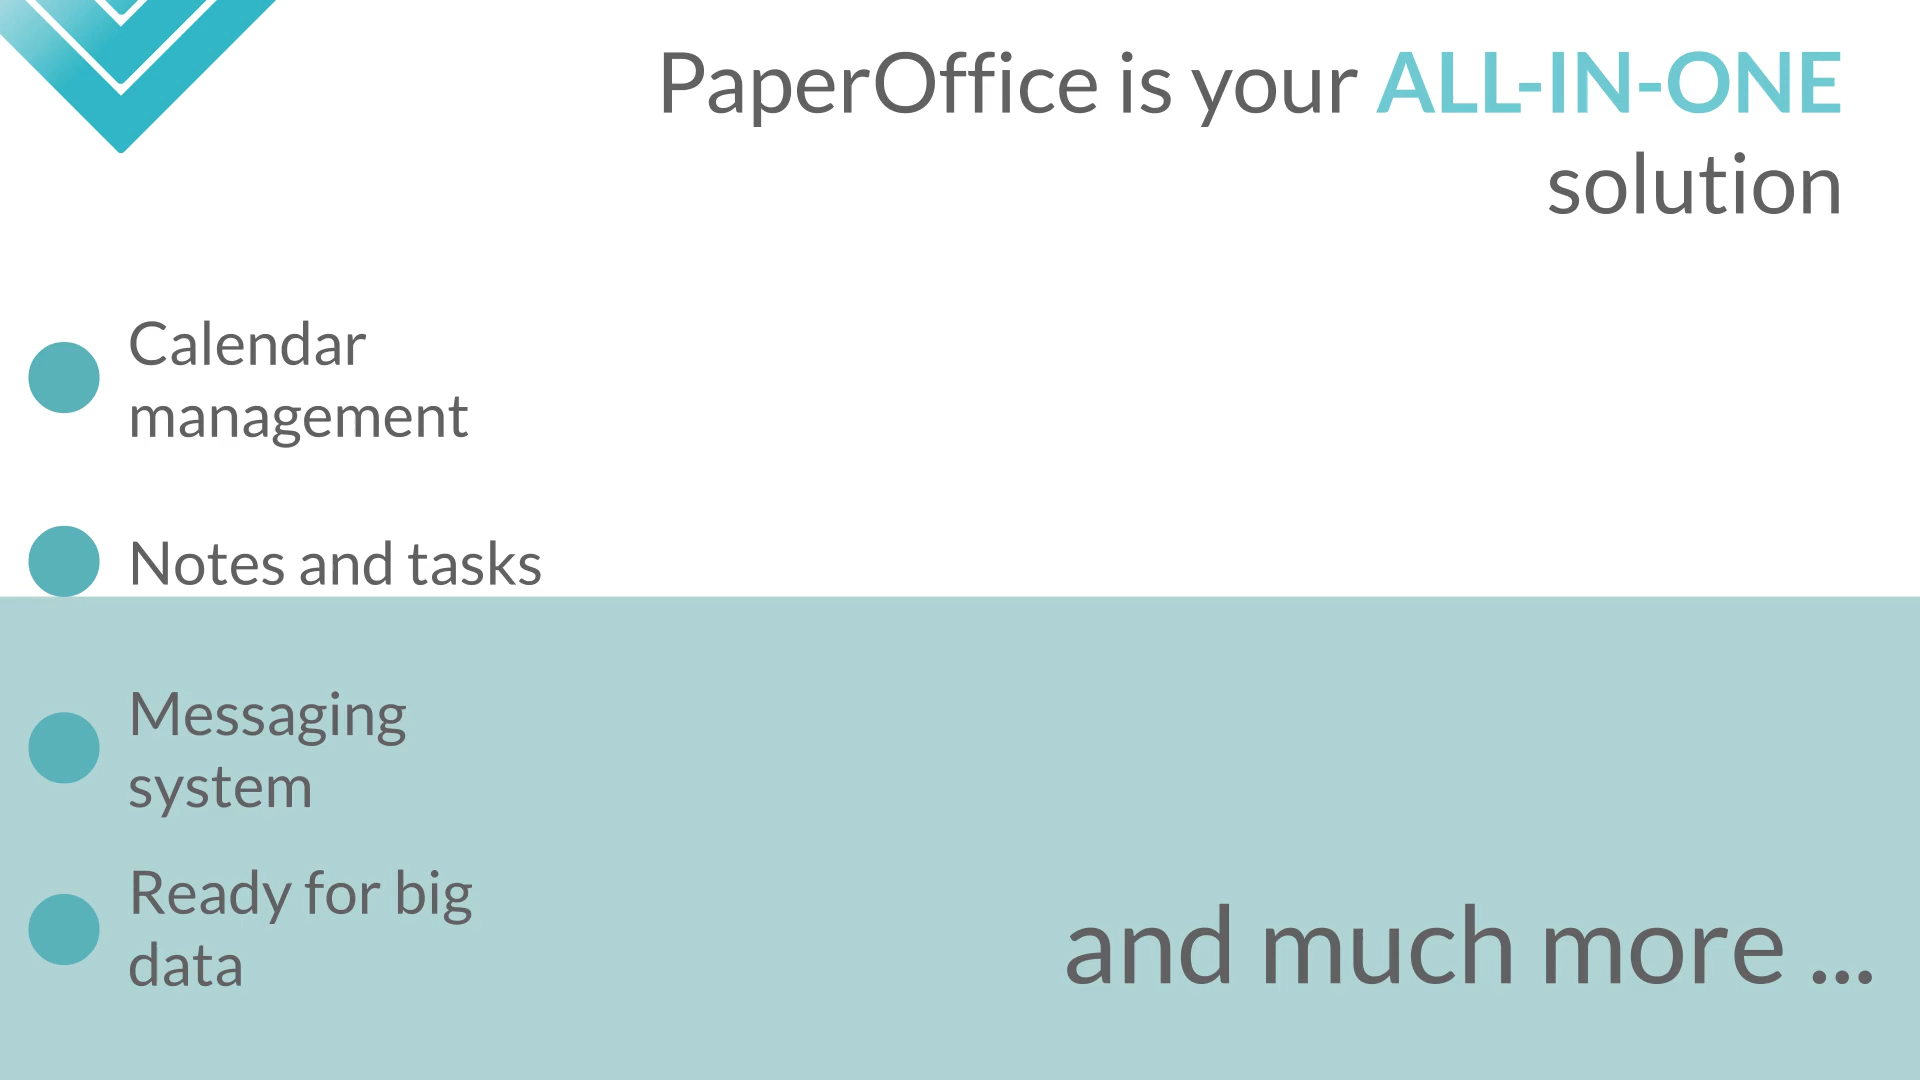 PaperOffice is your ALL-IN-ONE
solution
Calendar
management
Notes and tasks
Messaging
system
Ready for big
data
and much more ...